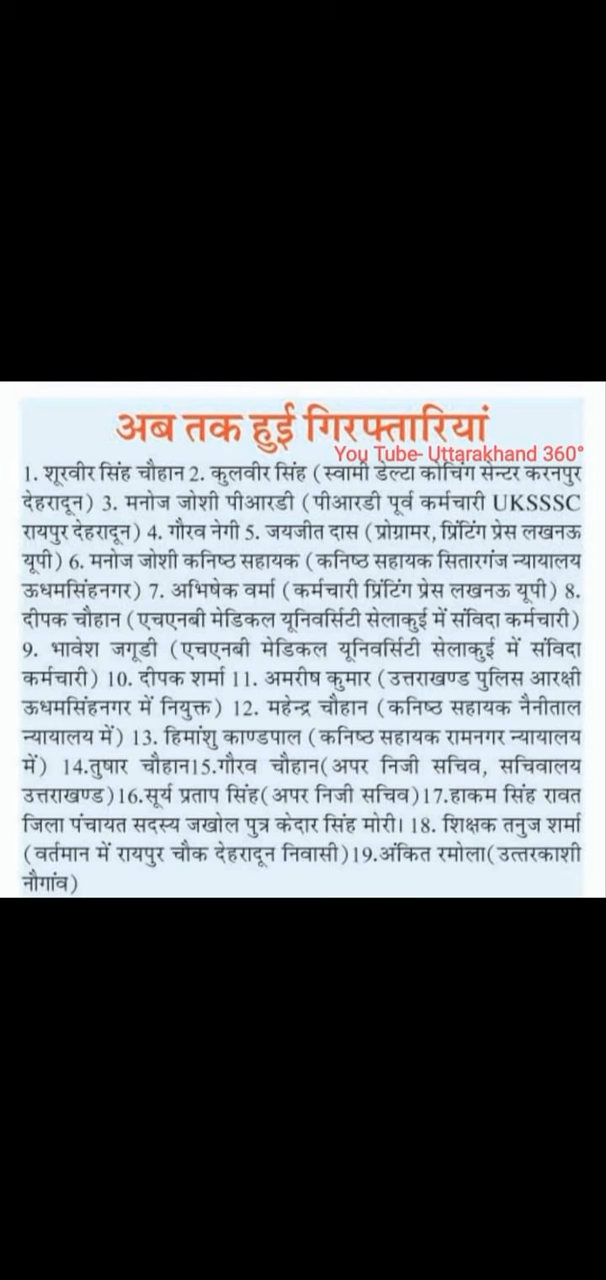 अब तक हुई गिरफ्तारियां
You Tube- Uttarakhand 360°
1. शूरवीर सिंह चौहान 2. कुलवीर सिंह (स्वामी डेल्टा कोचिंग सेन्टर करनपुर
देहरादून) 3. मनोज जोशी पीआरडी (पीआरडी पूर्व कर्मचारी UKSSSC
रायपुर देहरादून) 4. गौरव नेगी 5. जयजीत दास (प्रोग्रामर, प्रिंटिंग प्रेस लखनऊ
यूपी) 6. मनोज जोशी कनिष्ठ सहायक (कनिष्ठ सहायक सितारगंज न्यायालय
ऊधमसिंहनगर) 7. अभिषेक वर्मा (कर्मचारी प्रिंटिंग प्रेस लखनऊ यूपी) 8.
दीपक चौहान (एचएनबी मेडिकल यूनिवर्सिटी सेलाकुई में संविदा कर्मचारी)
9. भावेश जगूडी (एचएनबी मेडिकल यूनिवर्सिटी सेलाकुई में संविदा
कर्मचारी) 10. दीपक शर्मा 11. अमरीष कुमार (उत्तराखण्ड पुलिस आरक्षी
ऊधमसिंहनगर में नियुक्त) 12. महेन्द्र चौहान (कनिष्ठ सहायक नैनीताल
न्यायालय में) 13. हिमांशु काण्डपाल (कनिष्ठ सहायक रामनगर न्यायालय
में) 14.तुषार चौहान15.गौरव चौहान(अपर निजी सचिव, सचिवालय
उत्तराखण्ड)16.सूर्य प्रताप सिंह(अपर निजी सचिव)17.हाकम सिंह रावत
जिला पंचायत सदस्य जखोल पुत्र केदार सिंह मोरी। 18. शिक्षक तनुज शर्मा
(वर्तमान में रायपुर चौक देहरादून निवासी)19.अंकित रमोला(उत्तरकाशी
नौगांव)